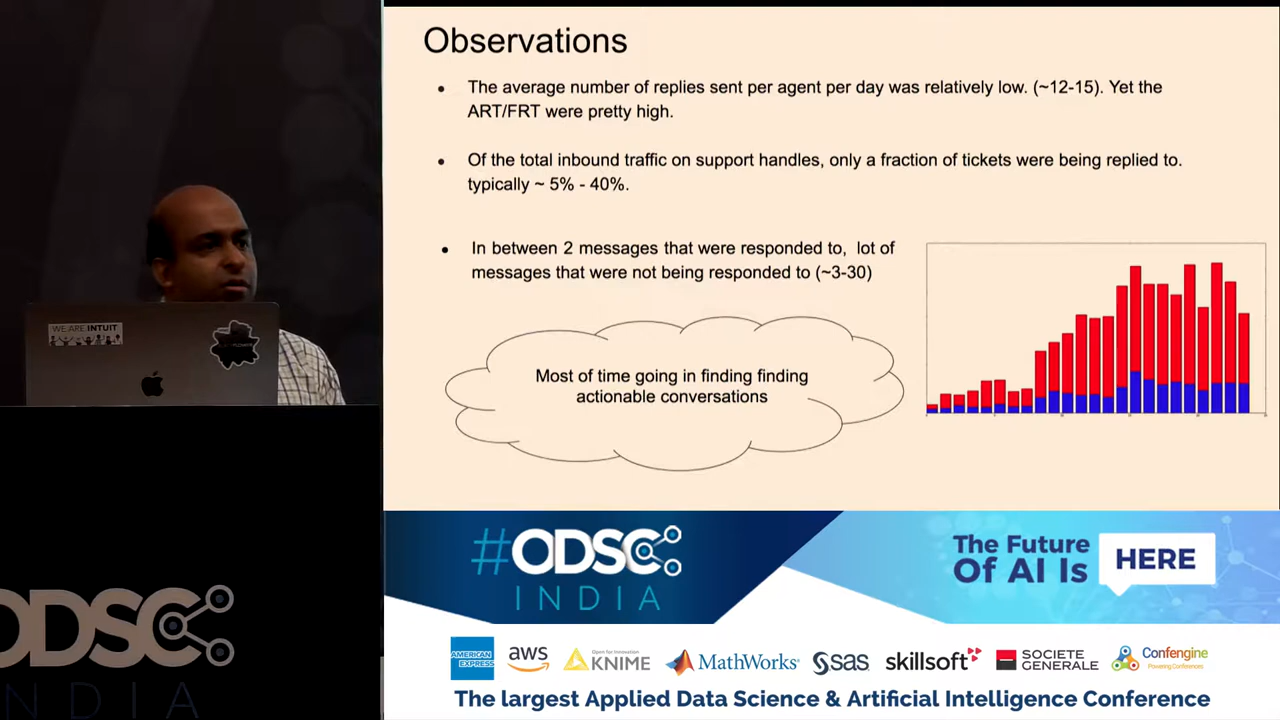 Observations
• The average number of replies sent per agent per day was relatively low. (~12-15). Yet the
ART/FRT were pretty high.
• Of the total inbound traffic on support handles, only a fraction of tickets were being replied to.
typically ~ 5% - 40%.
• In between 2 messages that were responded to, lot of
messages that were not being responded to (~3-30)
Most of time going in finding finding
actionable conversations
WE ARE INTUIT
#ODSC
INDIA
The Future
Of AI Is
HERE
ODSC
INDIA
AMERICAN
EXPRESS
aws
Open for Innovation
KNIME
MathWorks
sas
skillsoft
SOCIETE
GENERALE
Confengine
Powering Conferences
The largest Applied Data Science & Artificial Intelligence Conference